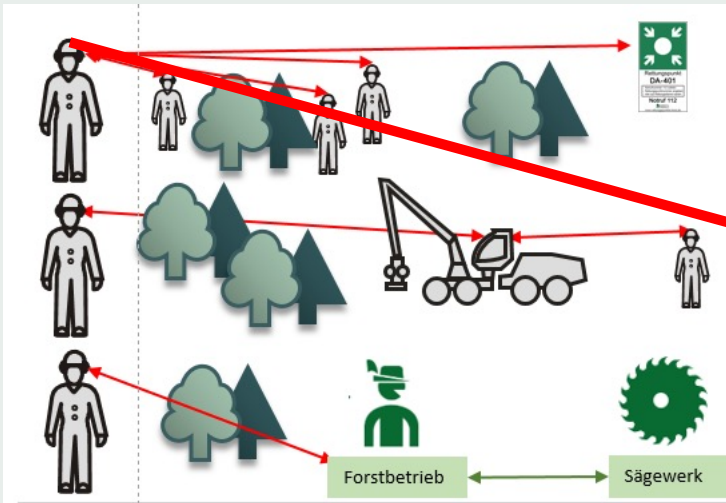 Rettungspunkt
DA-401
Notruf 112
Forstbetrieb
Sägewerk